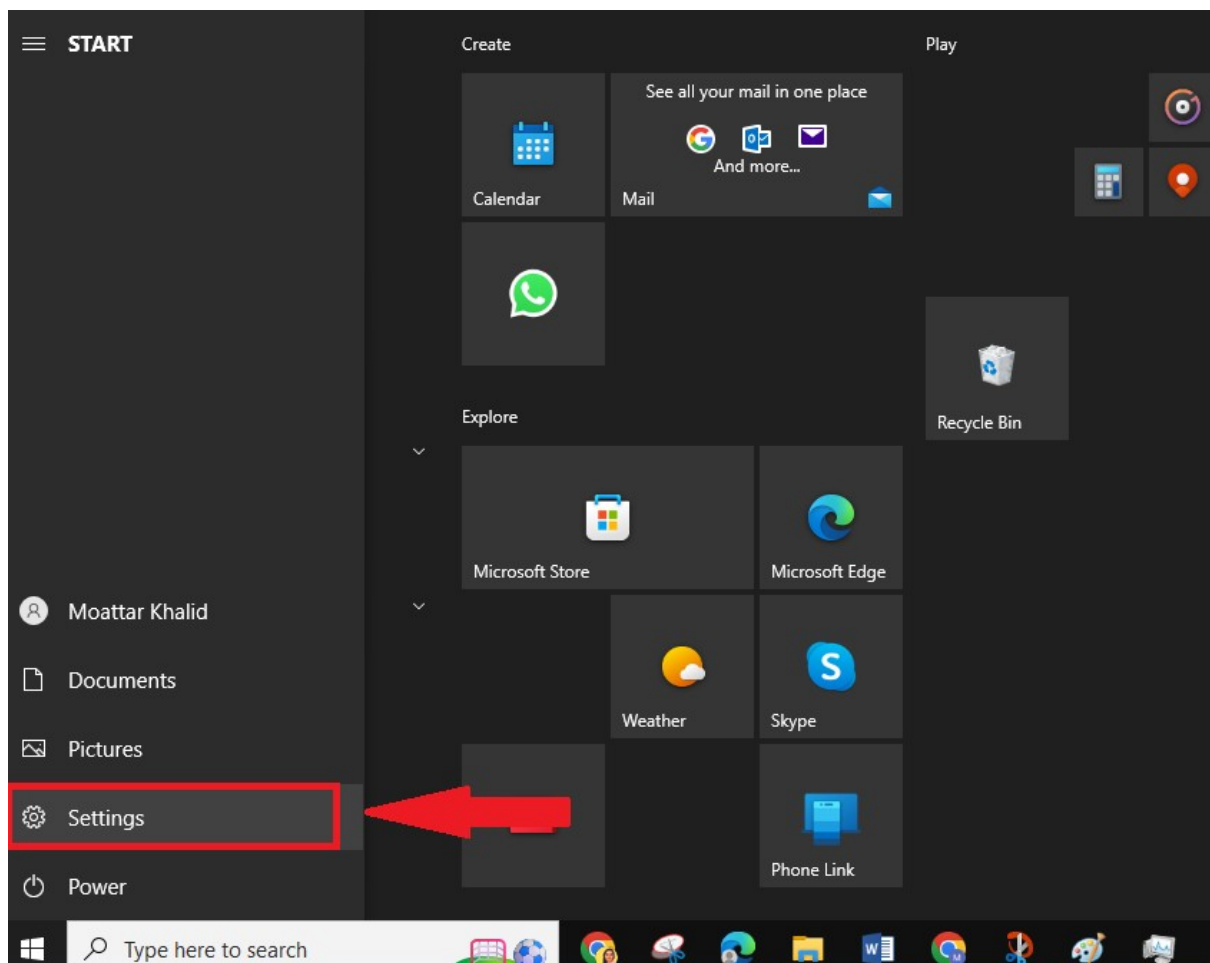 START
Create
Play
See all your mail in one place
And more...
Calendar
Mail
Explore
Recycle Bin
Microsoft Store
Microsoft Edge
Moattar Khalid
Documents
Weather
Skype
Pictures
Settings
Phone Link
Power
Type here to search